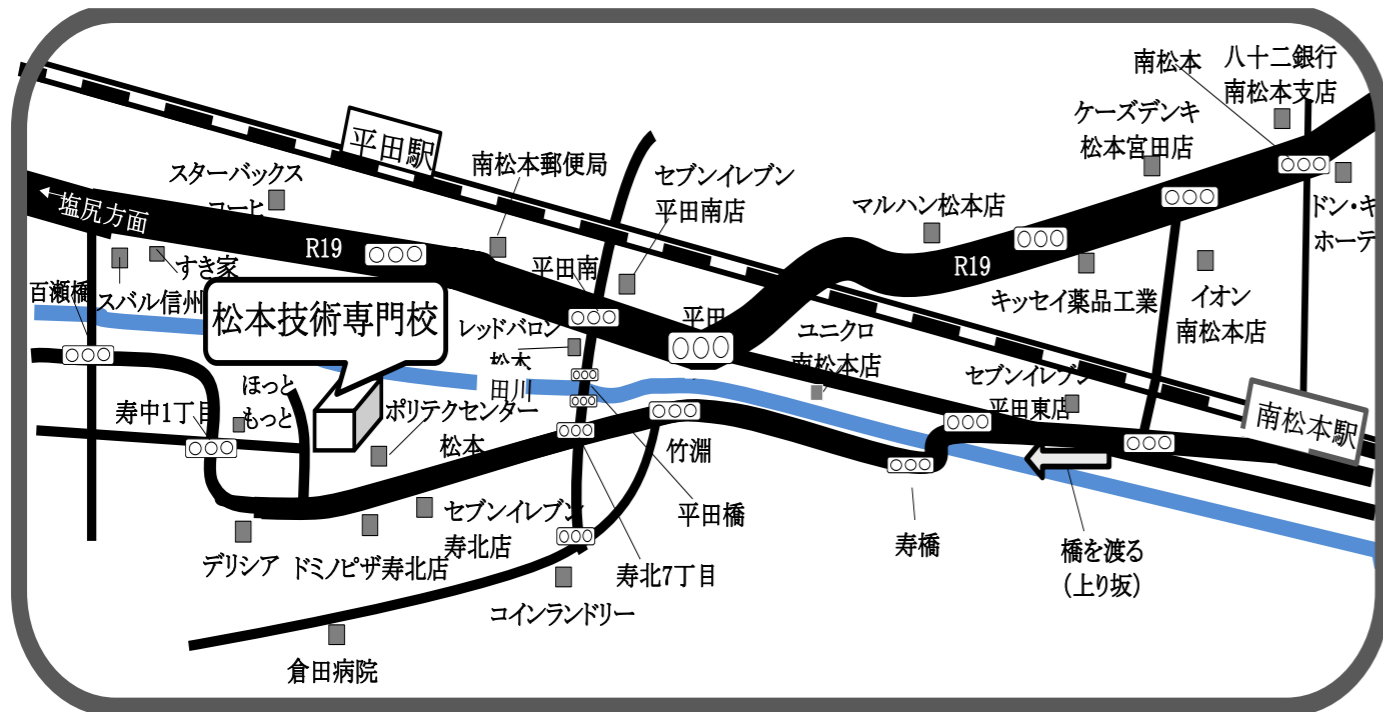 南松本
八十二銀行
南松本支店
ケーズデンキ
松本宮田店
平田駅
南松本郵便局
スターバックス
コーヒ
セブンイレブン
平田南店
マルハン松本店
ドン・キ
ホーテ
←塩尻方面
R19
R19
平田南
平田
すき家
スバル信州
百瀬橋
キッセイ薬品工業
イオン
南松本店
松本技術専門校
レッドバロン
松本
ユニクロ
南松本店
田川
セブンイレブン
平田東店
ほっと
もっと
寿中1丁目
ポリテクセンター
松本
南松本駅
竹淵
平田橋
セブンイレブン
寿北店
寿橋
橋を渡る
(上り坂)
デリシア
ドミノピザ寿北店
寿北7丁目
コインランドリー
倉田病院